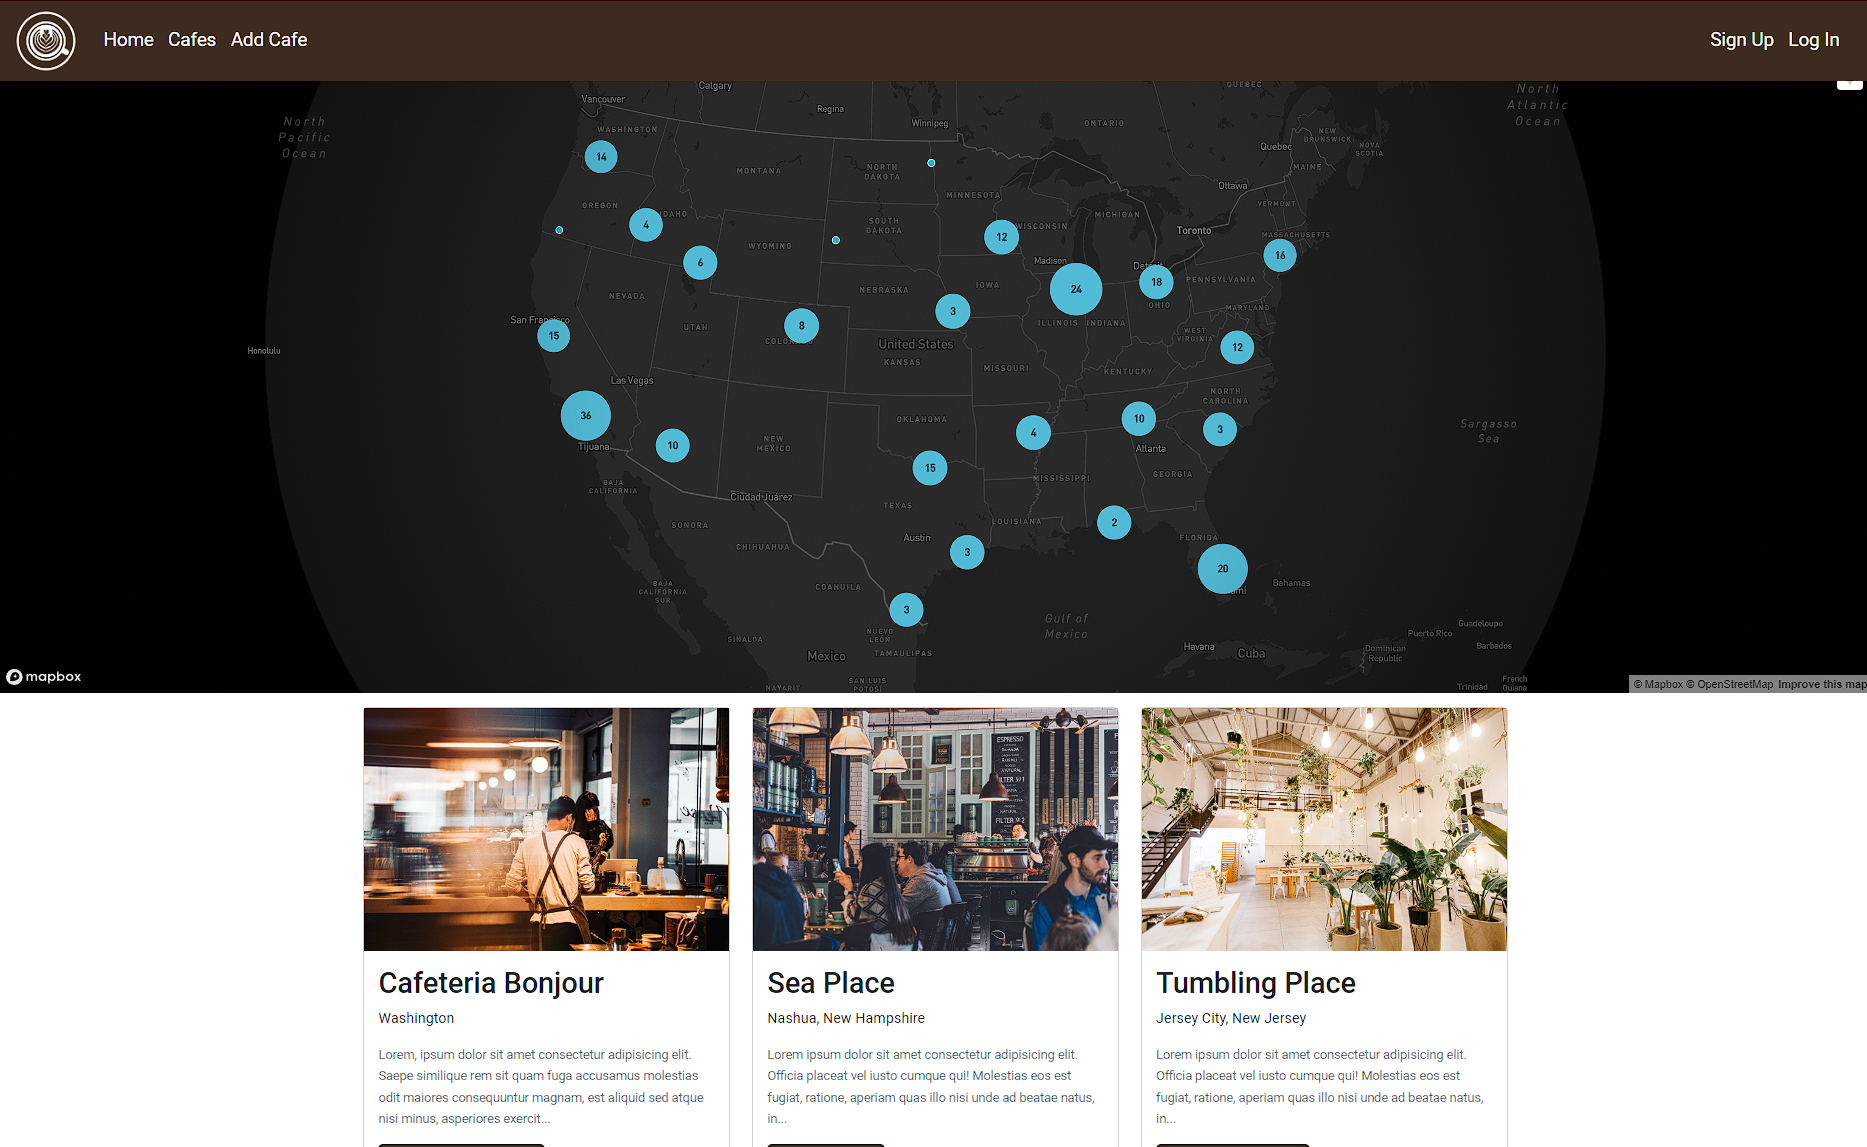 Home Cafes Add Cafe Sign Up Log In
Calgary
QUEBEC
North
Atlantic
Ocean
Vancouver
Regina
Winnipeg
ONTARIO
North
Pacific
Ocean
WASHINGTON
NEW
BRUNSWICK
NOVA
SCOTIA
Quebec
MAINE
14
MONTANA
NORTH
DAKOTA
MINNESOTA
Ottawa
VERMONT
OREGON
IDAHO
4
SOUTH
DAKOTA
MICHIGAN
WISCONSIN
12
Toronto
MASSACHUSETTS
16
WYOMING
6
Madison
24
18
PENNSYLVANIA
NEBRASKA
IOWA
NEVADA
OHIO
MARYLAND
3
San Francisco
15
UTAH
8
ILLINOIS
INDIANA
WEST
VIRGINIA
12
Honolulu
United States
KANSAS
MISSOURI
KENTUCKY
Las Vegas
NORTH
CAROLINA
36
OKLAHOMA
10
3
4
Sargasso
Sea
Tijuana
10
NEW
MEXICO
Atlanta
15
MISSISSIPPI
GEORGIA
BAJA
CALIFORNIA
Ciudad Juárez
TEXAS
SONORA
LOUISIANA
2
Austin
FLORIDA
CHIHUAHUA
3
20
BAJA
CALIFORNIA
SUR
COAHUILA
Bahamas
3
Gulf of
Mexico
SINALOA
NUEVO
LEÓN
TAMAULIPAS
Mexico
Havana
Cuba
Guadeloupe
Puerto Rico
Barbados
Dominican
Republic
NAYARIT
SAN LUIS
POTOSÍ
Trinidad
French
Guiana
mapbox
© Mapbox © OpenStreetMap Improve this map
ESPRESSO
NATURAL
FILTER №1
NATURAL
FILTER №2
Cafeteria Bonjour
Washington
Lorem, ipsum dolor sit amet consectetur adipisicing elit.
Saepe similique rem sit quam fuga accusamus molestias
odit maiores consequuntur magnam, est aliquid sed atque
nisi minus, asperiores exercit...
Sea Place
Nashua, New Hampshire
Lorem ipsum dolor sit amet consectetur adipisicing elit.
Officia placeat vel iusto cumque qui! Molestias eos est
fugiat, ratione, aperiam quas illo nisi unde ad beatae natus,
in...
Tumbling Place
Jersey City, New Jersey
Lorem ipsum dolor sit amet consectetur adipisicing elit.
Officia placeat vel iusto cumque qui! Molestias eos est
fugiat, ratione, aperiam quas illo nisi unde ad beatae natus,
in...